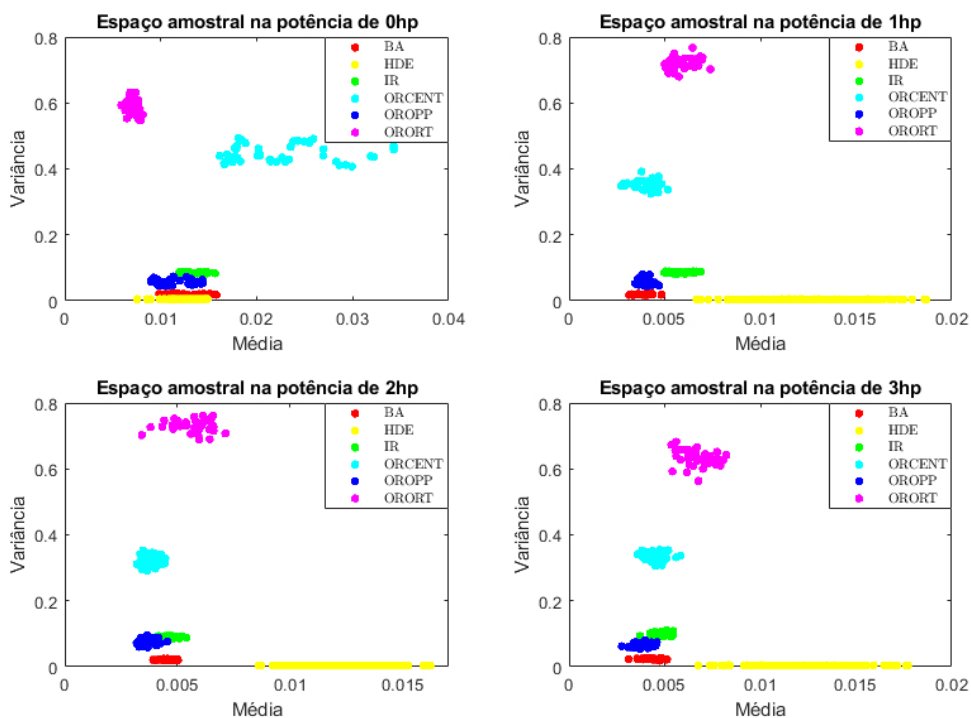 Espaço amostral na potência de 0hp
Variância
0.8
0.6
0.4
0.2
0
0
0.01
0.02
0.03
0.04
Média
BA
HDE
IR
ORCENT
OROPP
ORORT
Espaço amostral na potência de 1hp
Variância
0.8
0.6
0.4
0.2
0
0
0.005
0.01
0.015
0.02
Média
BA
HDE
IR
ORCENT
OROPP
ORORT
Espaço amostral na potência de 2hp
Variância
0.8
0.6
0.4
0.2
0
0
0.005
0.01
0.015
Média
BA
HDE
IR
ORCENT
OROPP
ORORT
Espaço amostral na potência de 3hp
Variância
0.8
0.6
0.4
0.2
0
0
0.005
0.01
0.015
0.02
Média
BA
HDE
IR
ORCENT
OROPP
ORORT